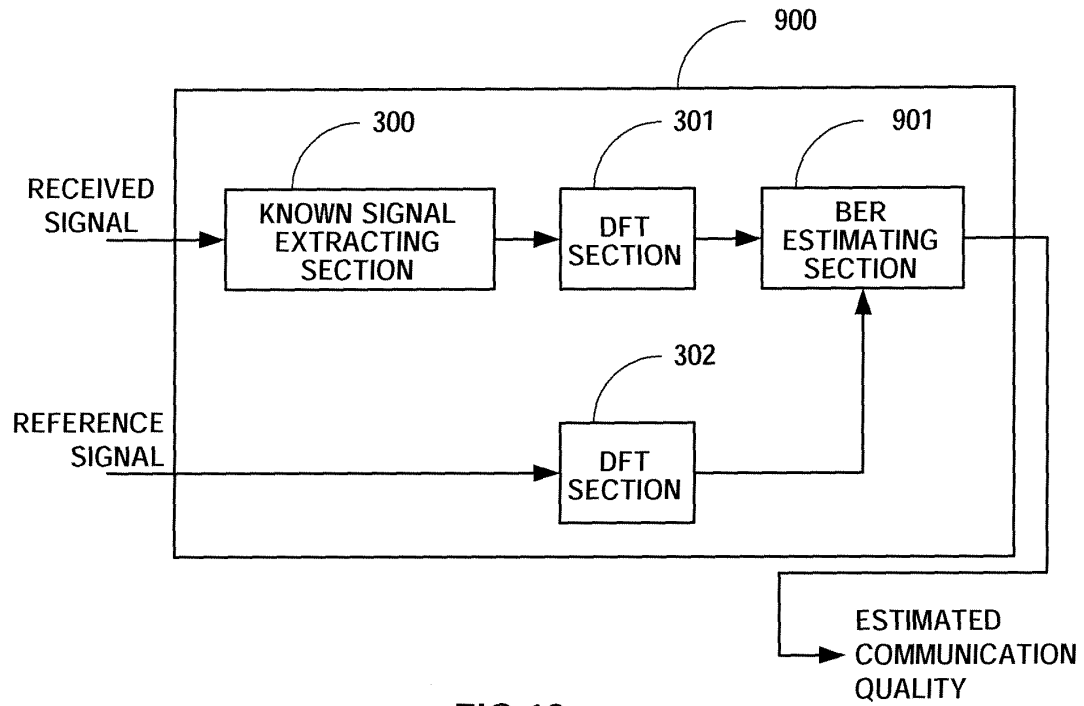 900
300
301
901
RECEIVED
SIGNAL
KNOWN SIGNAL
EXTRACTING
SECTION
DFT
SECTION
BER
ESTIMATING
SECTION
302
REFERENCE
SIGNAL
DFT
SECTION
ESTIMATED
COMMUNICATION
QUALITY